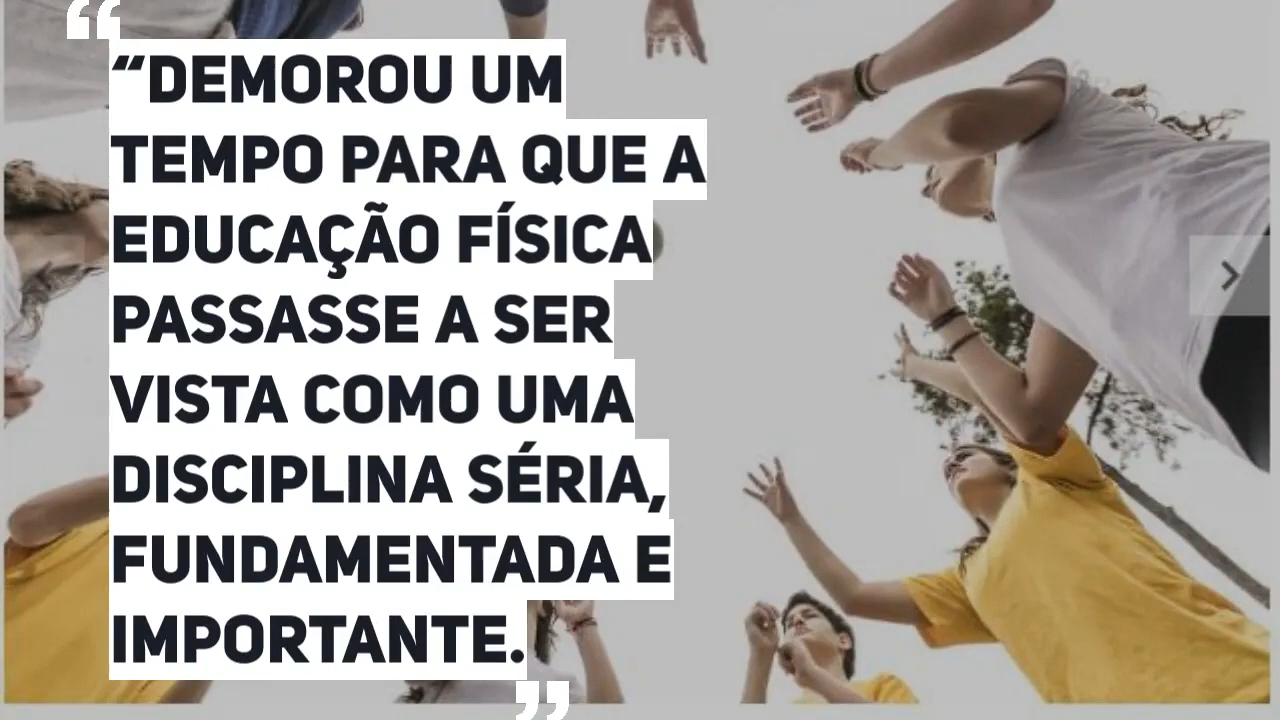 “DEMOROU UM
TEMPO PARA QUE A
EDUCAÇÃO FÍSICA
PASSASSE A SER
VISTA COMO UMA
DISCIPLINA SÉRIA,
FUNDAMENTADA E
IMPORTANTE.